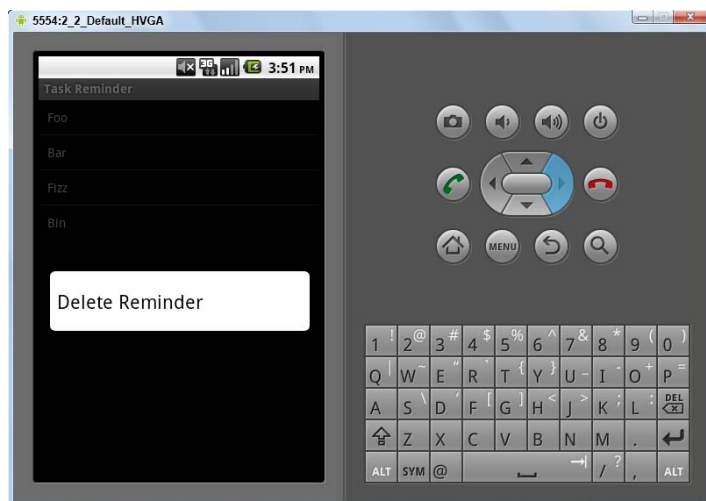 5554:2_2_Default_HVGA
3G 3:51 PM
Task Reminder
Foo
Bar
Fizz
Bin
Delete Reminder
MENU
1 ! 2 @ 3 # 4 $ 5 % 6 ^ 7 & 8 * 9 ( 0 )
Q | W ~ E " R ` T { Y } U _ I - O + P =
A S \ D ' F [ G ] H < J > K ; L : DEL
Z X C V B N M .
ALT SYM @ / ? , ALT